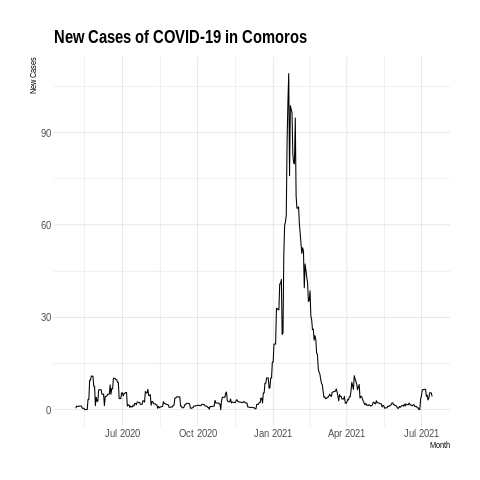 New Cases of COVID-19 in Comoros
New Cases
90
60
30
0
Jul 2020
Oct 2020
Jan 2021
Apr 2021
Jul 2021
Month